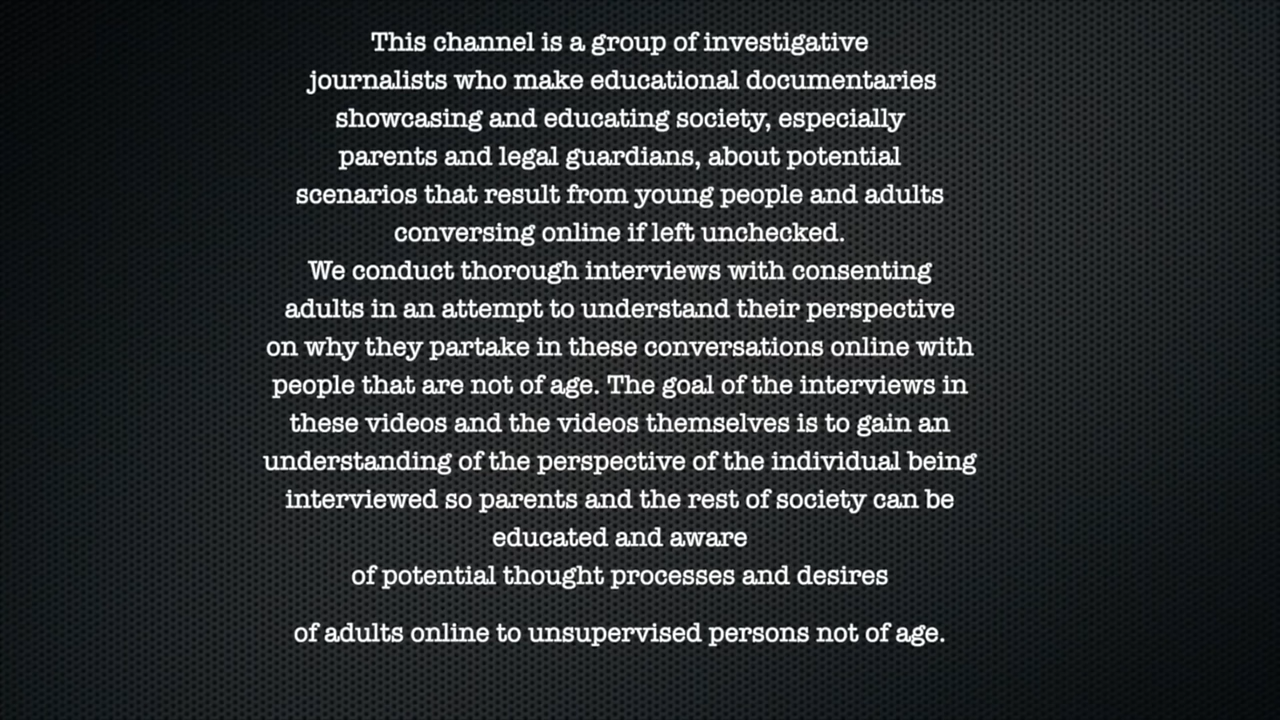 This channel is a group of investigative
journalists who make educational documentaries
showcasing and educating society, especially
parents and legal guardians, about potential
scenarios that result from young people and adults
conversing online if left unchecked.
We conduct thorough interviews with consenting
adults in an attempt to understand their perspective
on why they partake in these conversations online with
people that are not of age. The goal of the interviews in
these videos and the videos themselves is to gain an
understanding of the perspective of the individual being
interviewed so parents and the rest of society can be
educated and aware
of potential thought processes and desires
of adults online to unsupervised persons not of age.